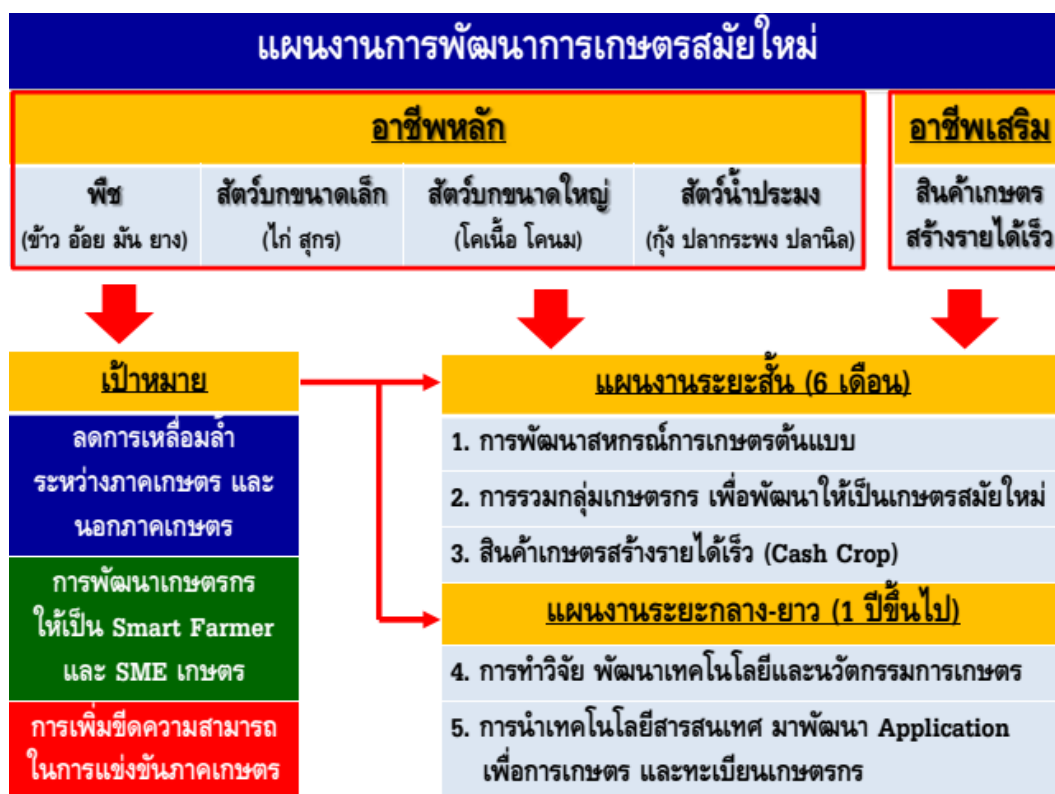 แผนงานการพัฒนาการเกษตรสมัยใหม่
อาชีพหลัก
อาชีพเสริม
พืช
(ข้าว อ้อย มัน ยาง)
สัตว์บกขนาดเล็ก
(ไก่ สุกร)
สัตว์บกขนาดใหญ่
(โคเนื้อ โคนม)
สัตว์น้ำประมง
(กุ้ง ปลากระพง ปลานิล)
สินค้าเกษตร
สร้างรายได้เร็ว
เป้าหมาย
ลดการเหลื่อมล้ำ
ระหว่างภาคเกษตร และ
นอกภาคเกษตร
การพัฒนาเกษตรกร
ให้เป็น Smart Farmer
และ SME เกษตร
การเพิ่มขีดความสามารถ
ในการแข่งขันภาคเกษตร
แผนงานระยะสั้น (6 เดือน)
1. การพัฒนาสหกรณ์การเกษตรต้นแบบ
2. การรวมกลุ่มเกษตรกร เพื่อพัฒนาให้เป็นเกษตรสมัยใหม่
3. สินค้าเกษตรสร้างรายได้เร็ว (Cash Crop)
แผนงานระยะกลาง-ยาว (1 ปีขึ้นไป)
4. การทำวิจัย พัฒนาเทคโนโลยีและนวัตกรรมการเกษตร
5. การนำเทคโนโลยีสารสนเทศ มาพัฒนา Application
เพื่อการเกษตร และทะเบียนเกษตรกร